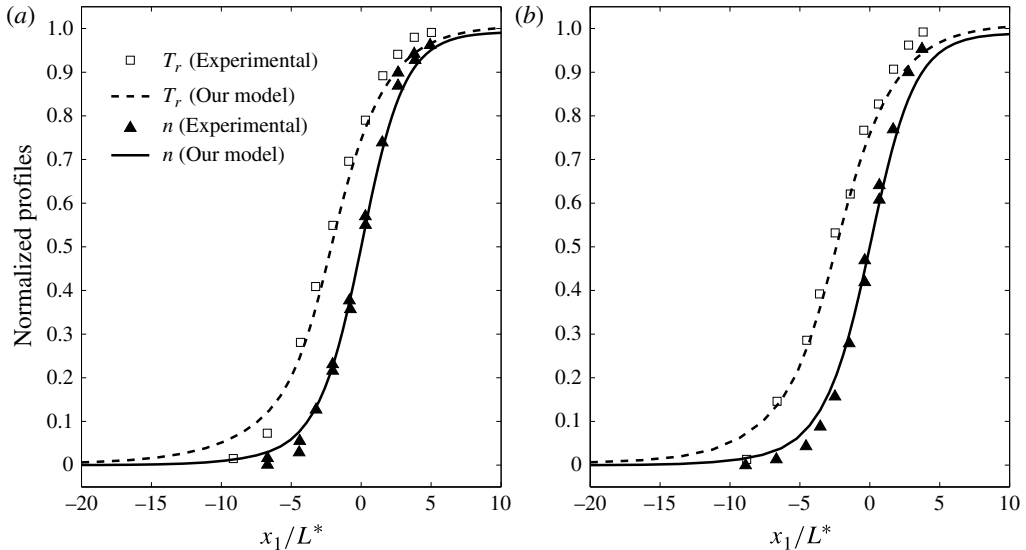 (a)
(b)
1.0
0.9
0.8
0.7
0.6
0.5
0.4
0.3
0.2
0.1
0
Normalized profiles
T_r (Experimental)
T_r (Our model)
n (Experimental)
n (Our model)
−20 −15 −10 −5 0 5 10
x_1/L^*
1.0
0.9
0.8
0.7
0.6
0.5
0.4
0.3
0.2
0.1
0
−20 −15 −10 −5 0 5 10
x_1/L^*